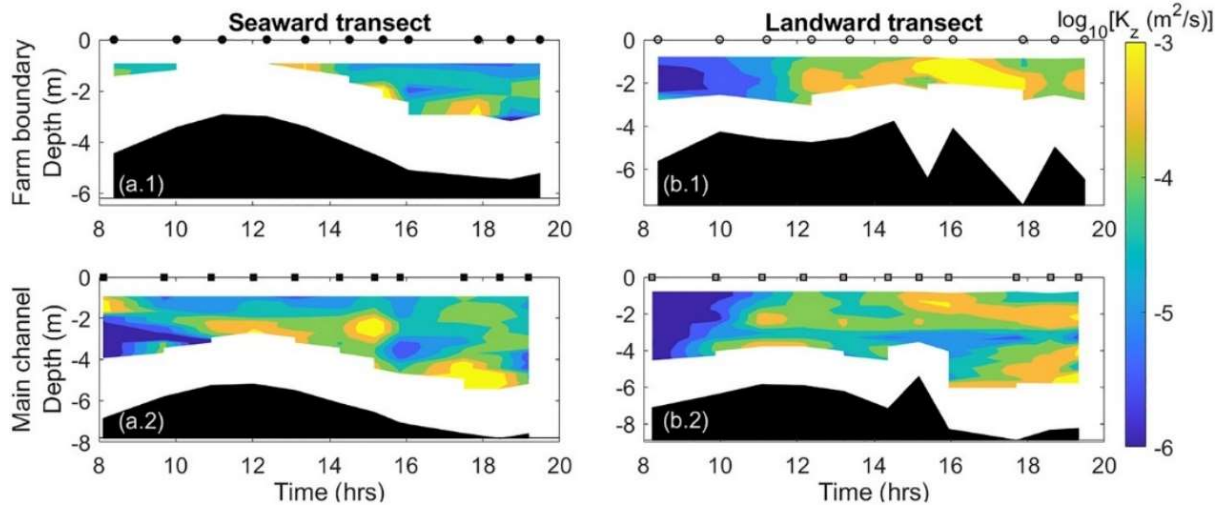 Seaward transect
Landward transect
log10[Kz (m2/s)]
Farm boundary
Depth (m)
0
-2
-4
-6
(a.1)
8 10 12 14 16 18 20
0
-2
-4
-6
(b.1)
8 10 12 14 16 18 20
-3
-4
-5
-6
Main channel
Depth (m)
0
-2
-4
-6
-8
(a.2)
8 10 12 14 16 18 20
Time (hrs)
0
-2
-4
-6
-8
(b.2)
8 10 12 14 16 18 20
Time (hrs)